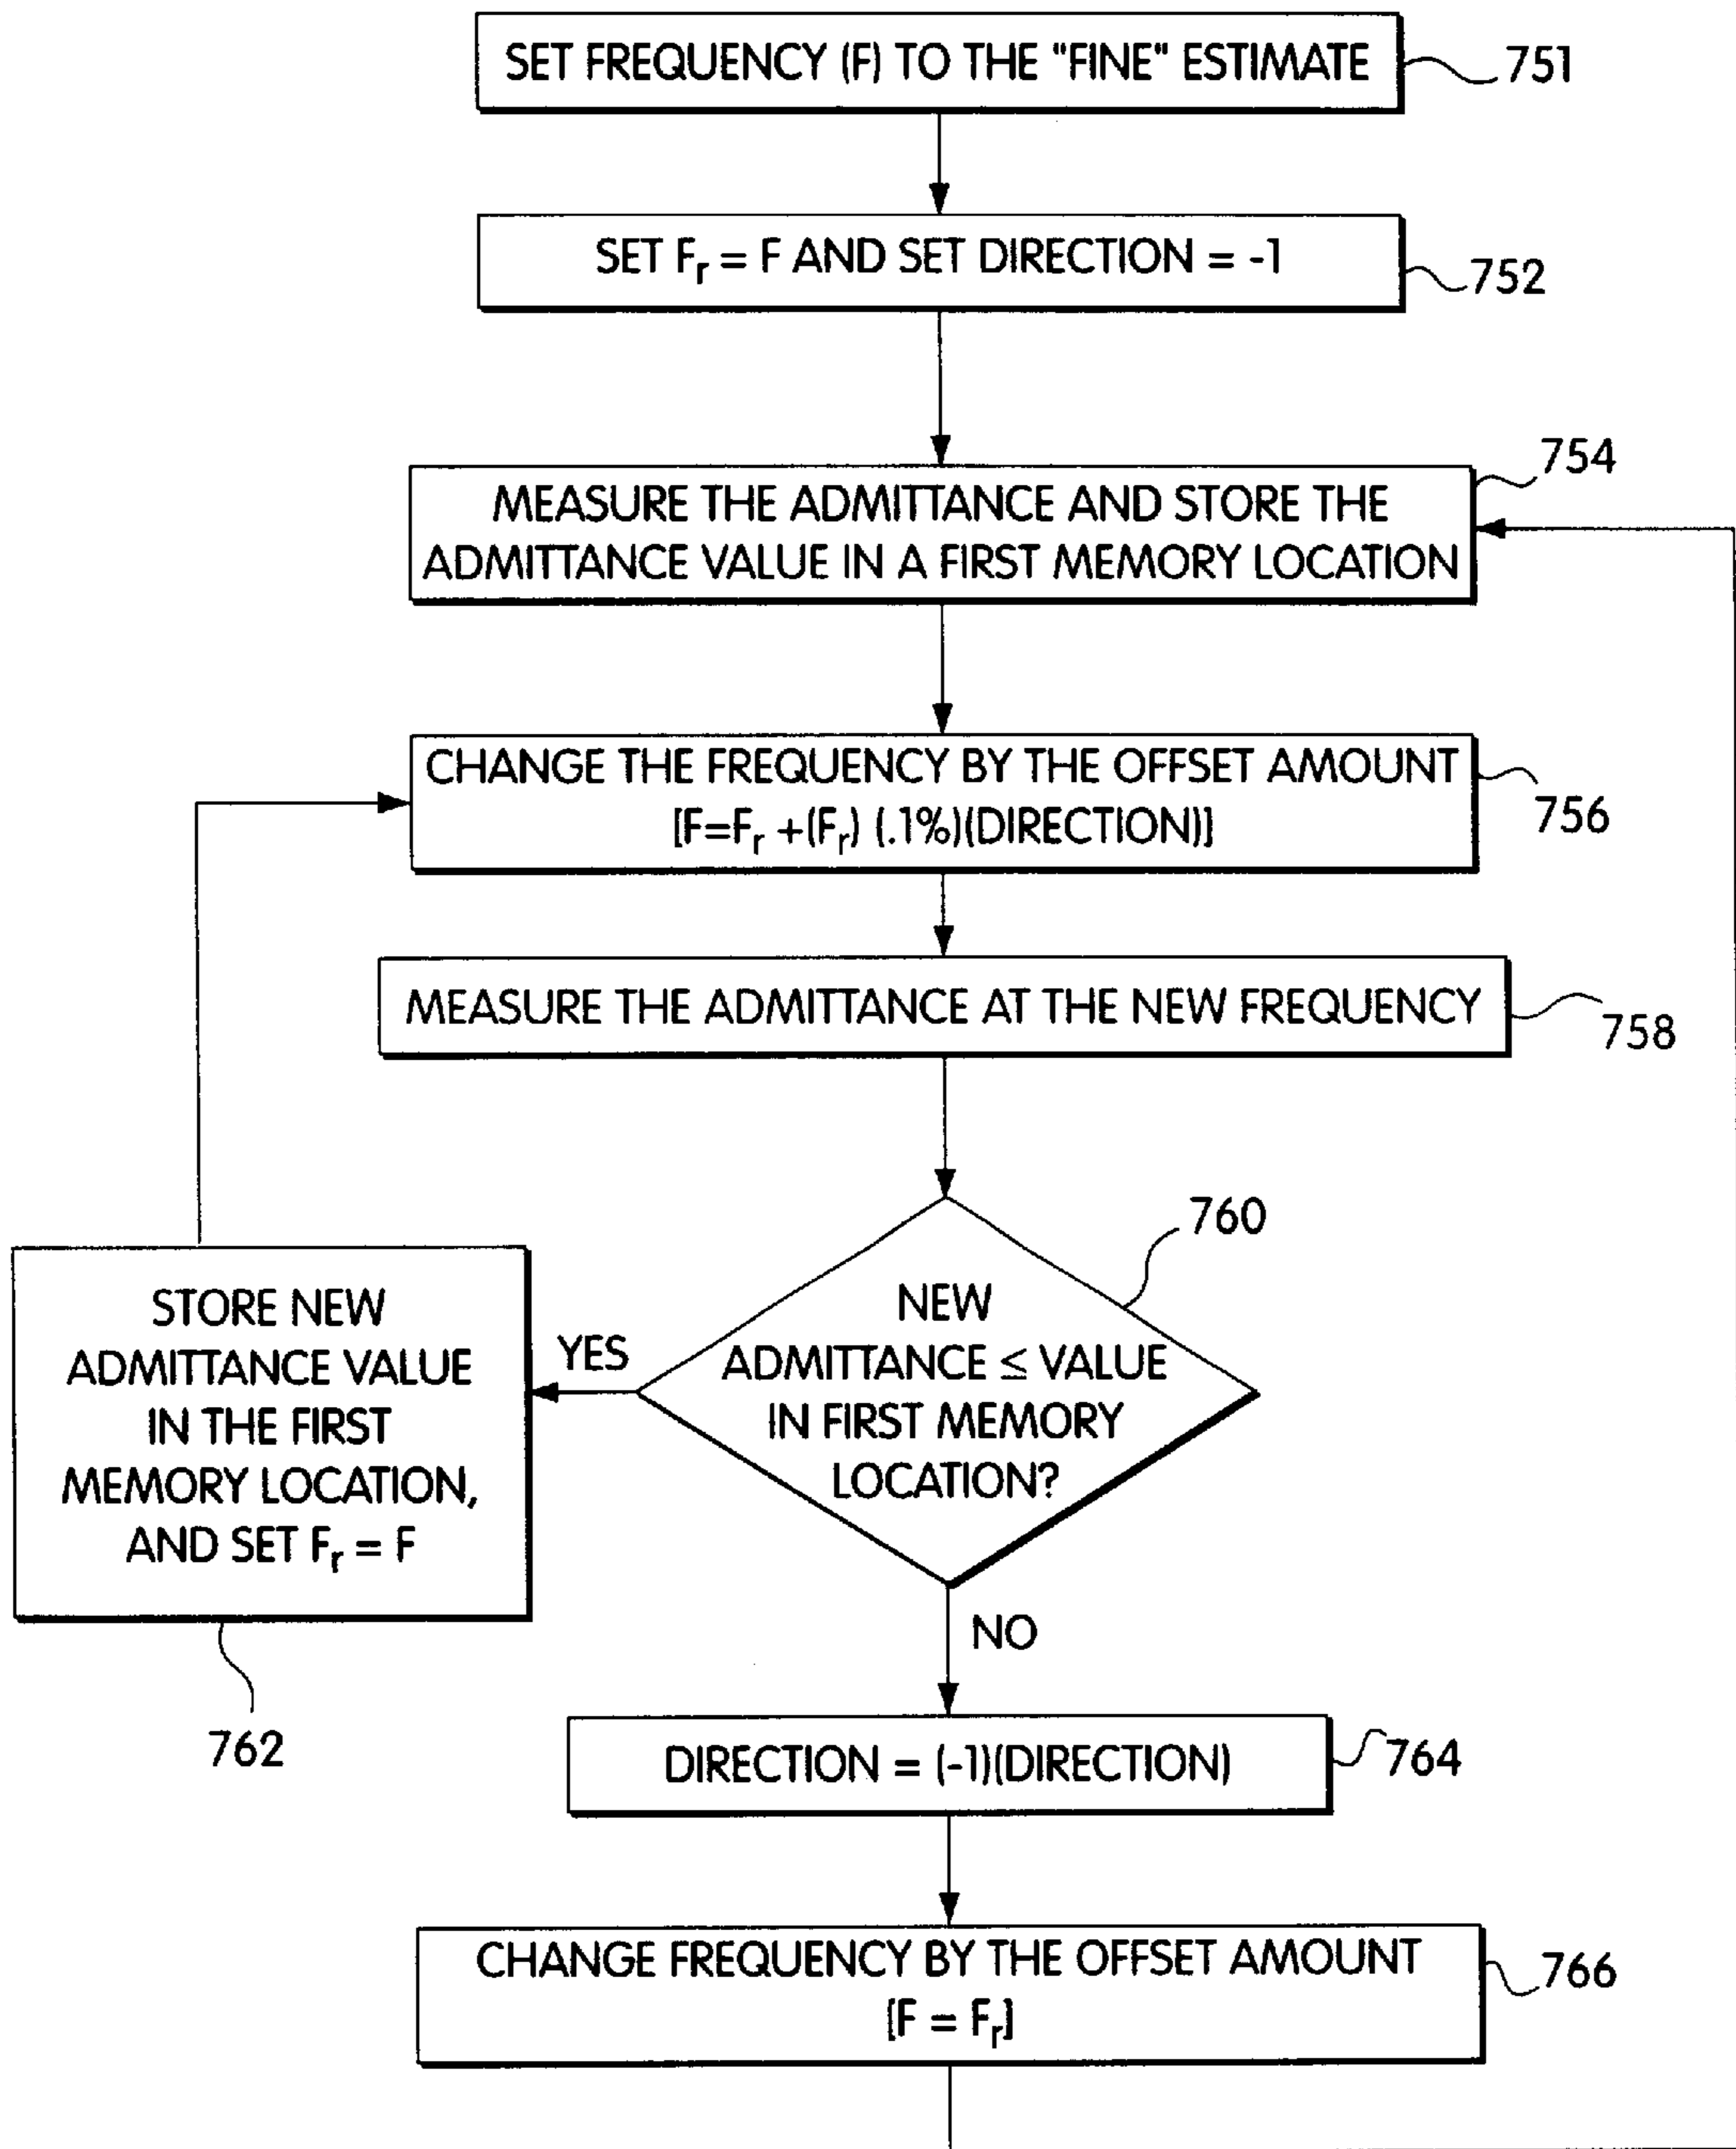 SET FREQUENCY (F) TO THE "FINE" ESTIMATE
751
SET Fr = F AND SET DIRECTION = -1
752
754
MEASURE THE ADMITTANCE AND STORE THE
ADMITTANCE VALUE IN A FIRST MEMORY LOCATION
CHANGE THE FREQUENCY BY THE OFFSET AMOUNT
[F=Fr +(Fr) (.1%)(DIRECTION)]
756
MEASURE THE ADMITTANCE AT THE NEW FREQUENCY
758
760
NEW
ADMITTANCE ≤ VALUE
IN FIRST MEMORY
LOCATION?
YES
STORE NEW
ADMITTANCE VALUE
IN THE FIRST
MEMORY LOCATION,
AND SET Fr = F
762
NO
DIRECTION = (-1)(DIRECTION)
764
CHANGE FREQUENCY BY THE OFFSET AMOUNT
[F = Fr]
766